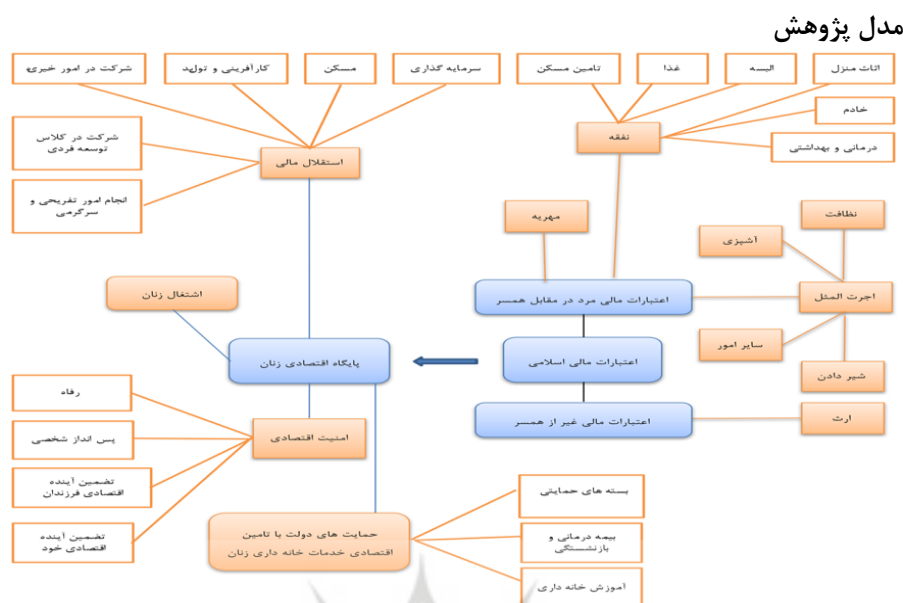 مدل پژوهش
اثاث منزل
البسه
غذا
تامین مسکن
سرمایه گذاری
مسکن
کارآفرینی و تولید
شرکت در امور خیریه
خادم
درمانی و بهداشتی
نفقه
استقلال مالی
شرکت در کلاس
توسعه فردی
انجام امور تفریحی و
سرگرمی
مهریه
نظافت
آشپزی
اجرت المثل
سایر امور
شیر دادن
اعتبارات مالی مرد در مقابل همسر
اعتبارات مالی اسلامی
اعتبارات مالی غیر از همسر
ارث
اشتغال زنان
پایگاه اقتصادی زنان
امنیت اقتصادی
رفاه
پس انداز شخصی
تضمین آینده
اقتصادی فرزندان
تضمین آینده
اقتصادی خود
حمایت های دولت با تامین
اقتصادی خدمات خانه داری زنان
بسته های حمایتی
بیمه درمانی و
بازنشستگی
آموزش خانه داری